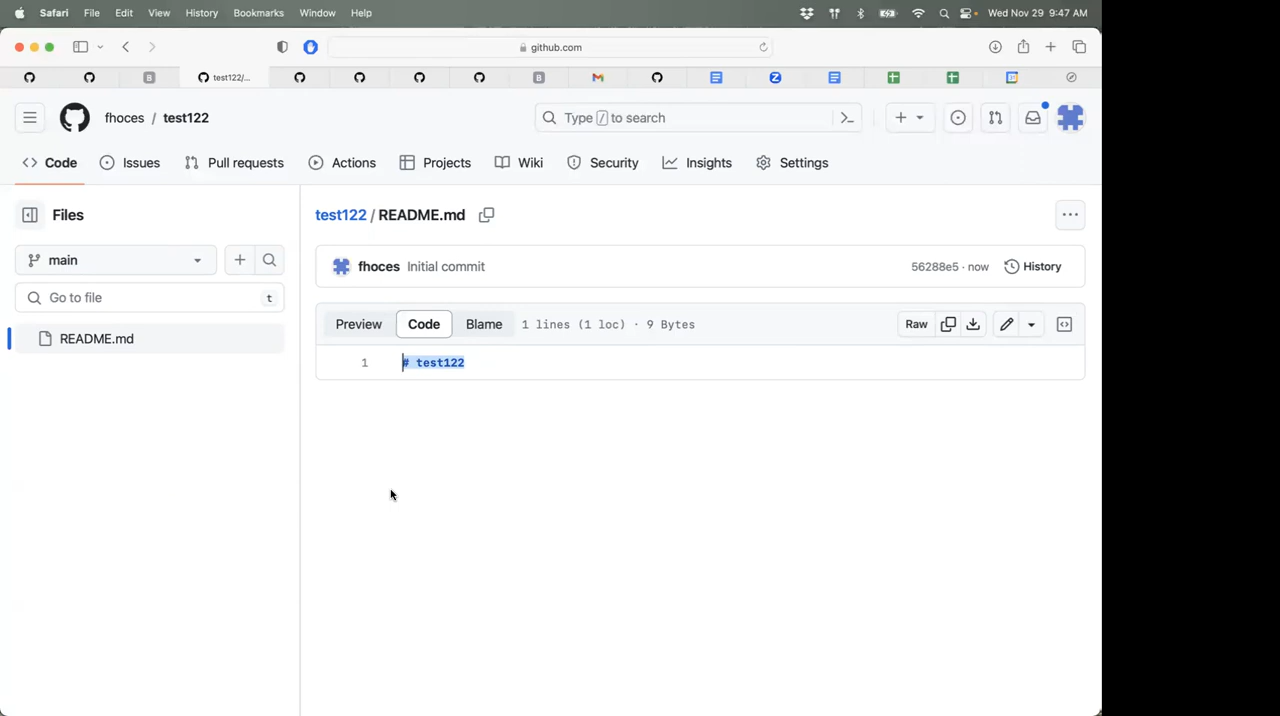 Safari File Edit View History Bookmarks Window Help Wed Nov 29 9:47 AM
github.com
test122/...
fhoces / test122 Type / to search
Code Issues Pull requests Actions Projects Wiki Security Insights Settings
Files
main
Go to file t
README.md
test122 / README.md
fhoces Initial commit 56288e5 · now History
Preview Code Blame 1 lines (1 loc) · 9 Bytes Raw
1 # test122